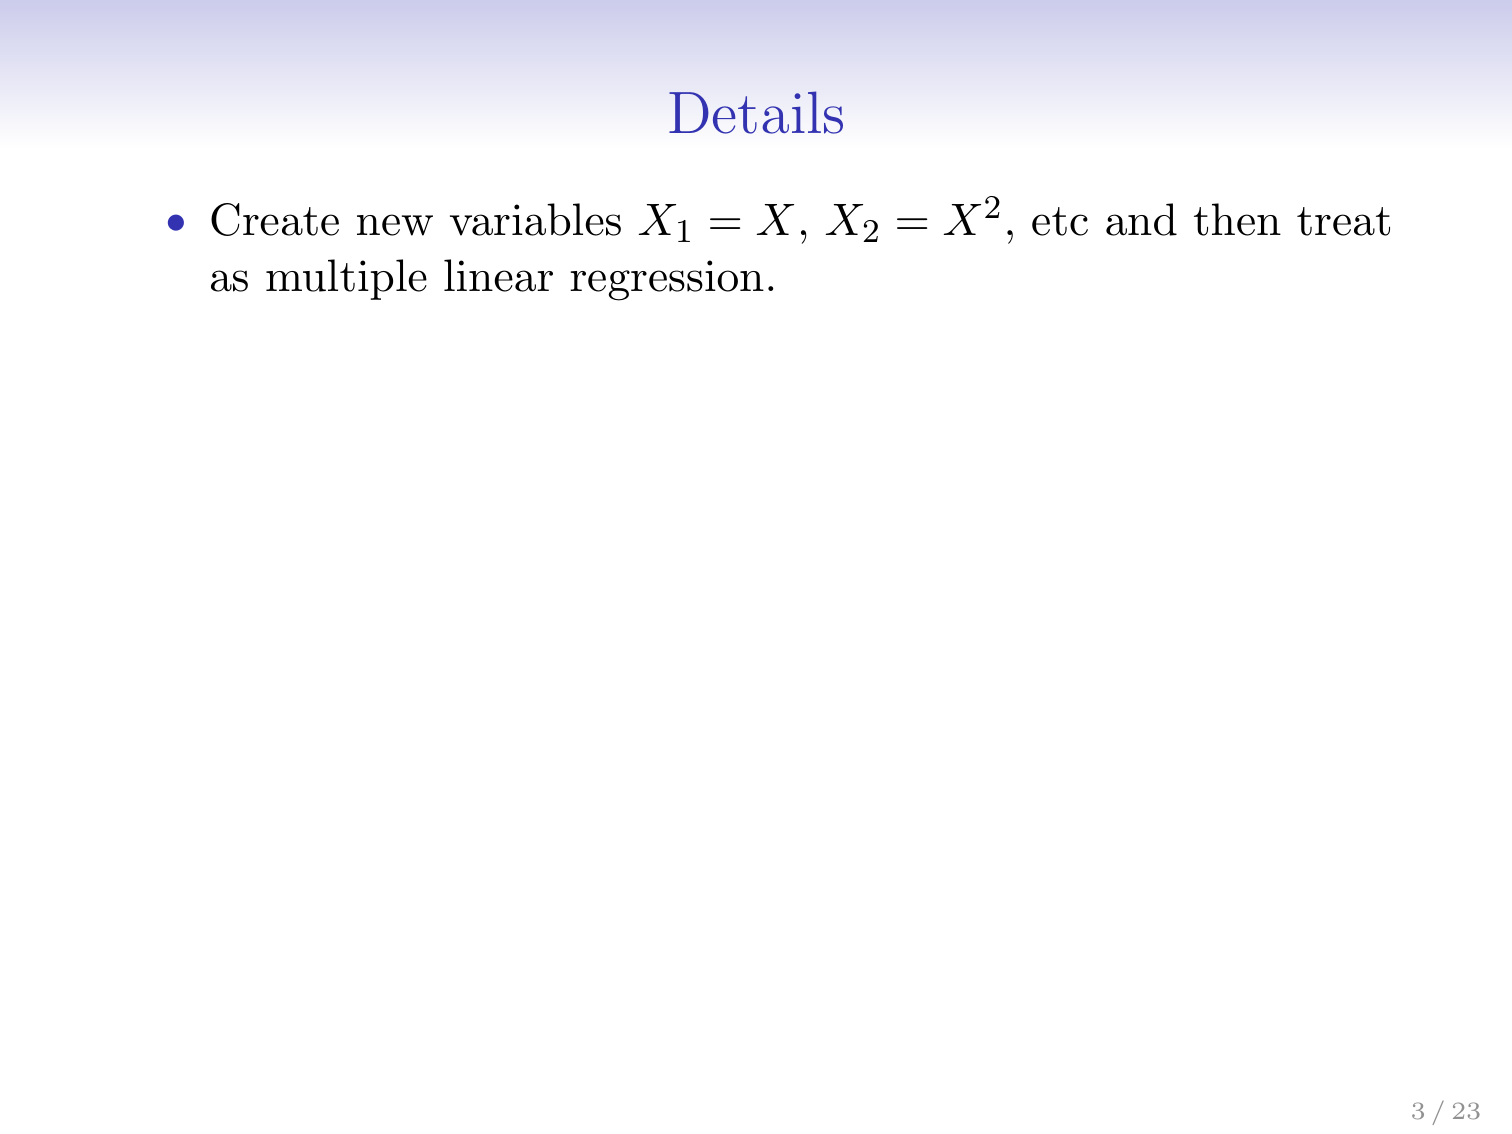 Details
• Create new variables X₁ = X, X₂ = X², etc and then treat
as multiple linear regression.
3 / 23